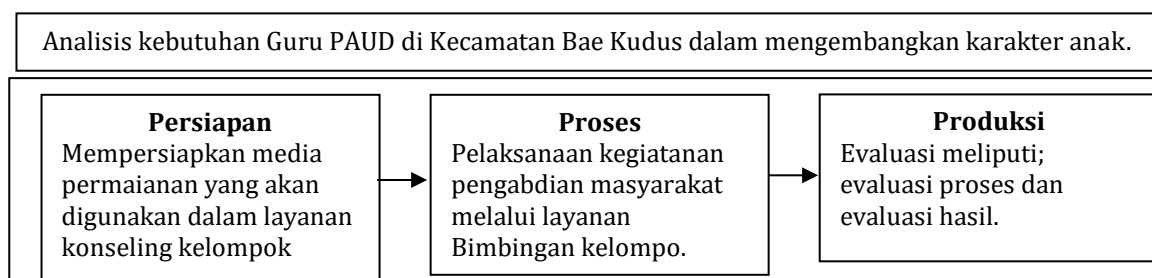 Analisis kebutuhan Guru PAUD di Kecamatan Bae Kudus dalam mengembangkan karakter anak.
Persiapan
Mempersiapkan media
permaianan yang akan
digunakan dalam layanan
konseling kelompok
Proses
Pelaksanaan kegiatanan
pengabdian masyarakat
melalui layanan
Bimbingan kelompo.
Produksi
Evaluasi meliputi;
evaluasi proses dan
evaluasi hasil.